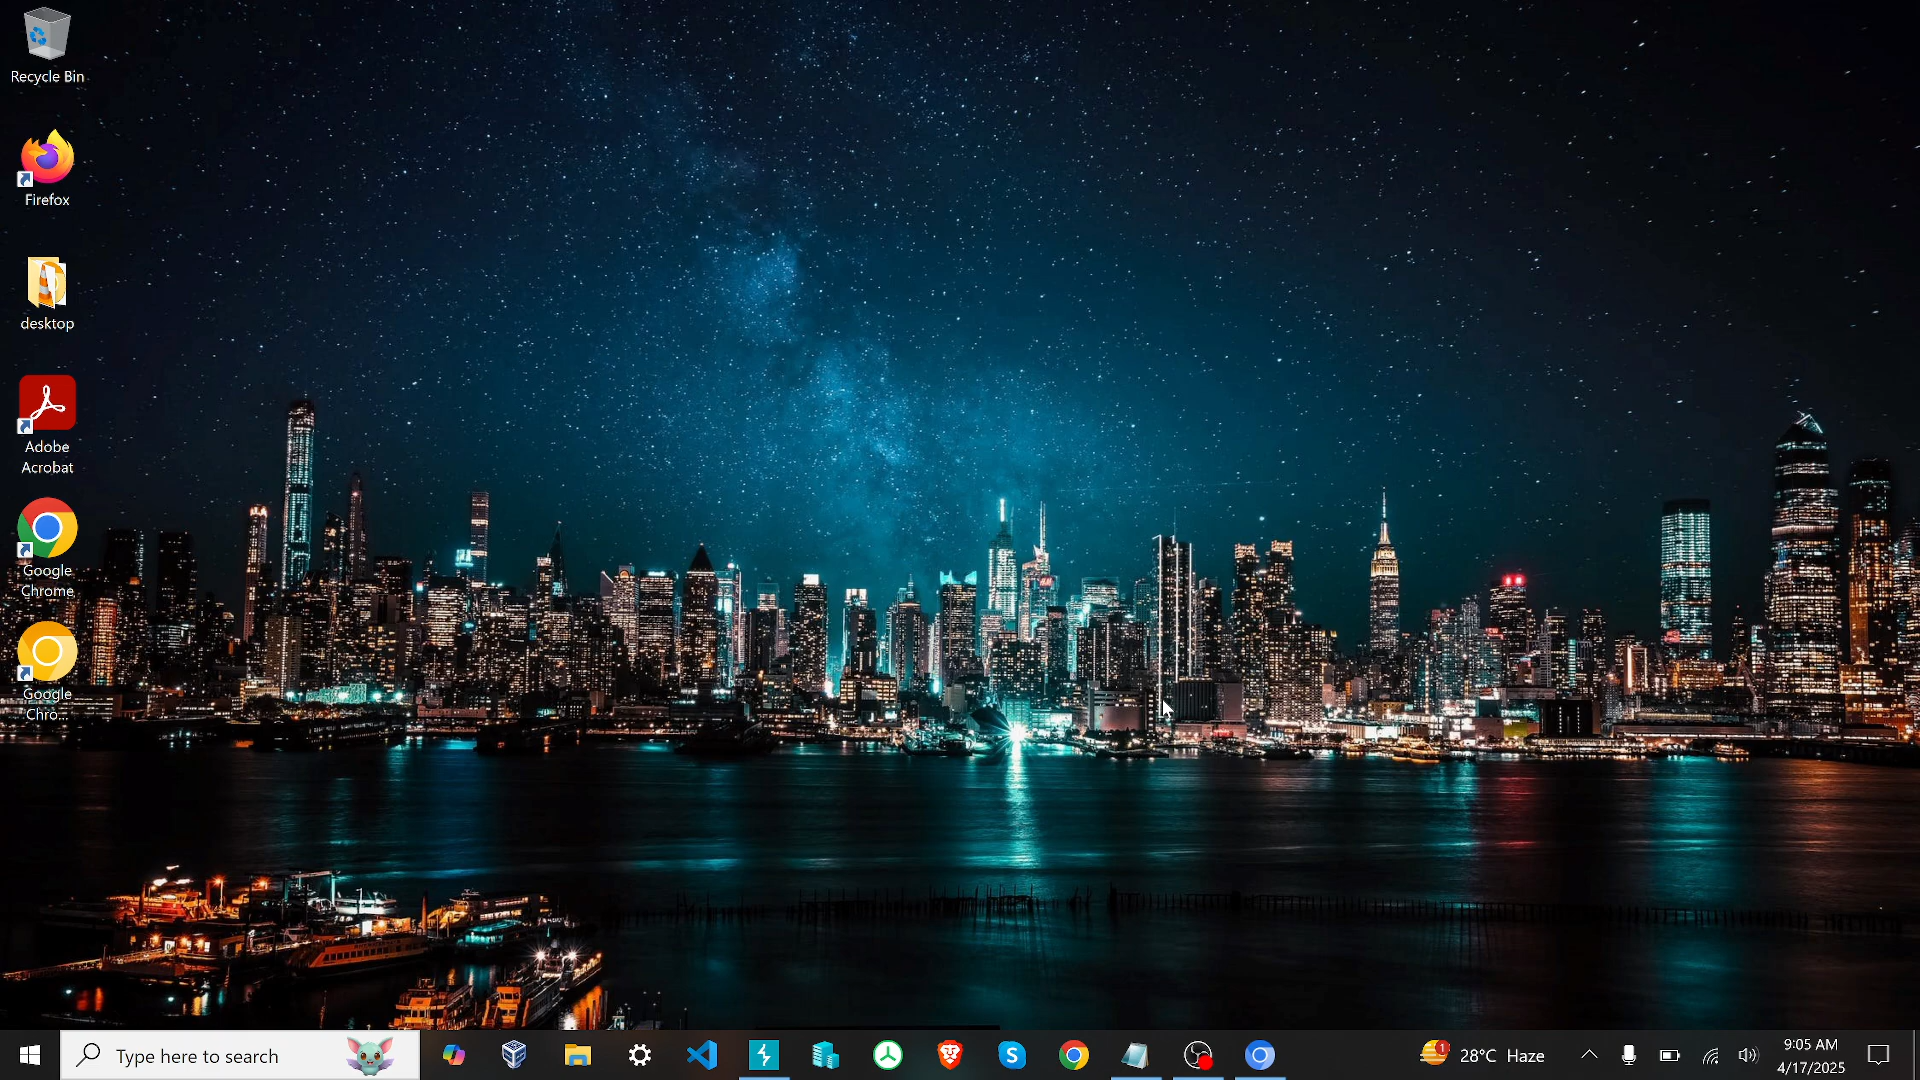 Recycle Bin
Firefox
desktop
Adobe
Acrobat
Google
Chrome
Google
Chro...
Type here to search
S
1
28°C Haze
9:05 AM
4/17/2025